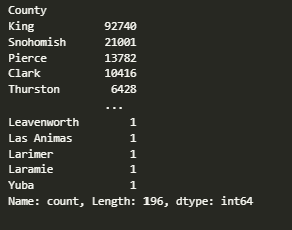 County
King 92740
Snohomish 21001
Pierce 13782
Clark 10416
Thurston 6428
...
Leavenworth 1
Las Animas 1
Larimer 1
Laramie 1
Yuba 1
Name: count, Length: 196, dtype: int64